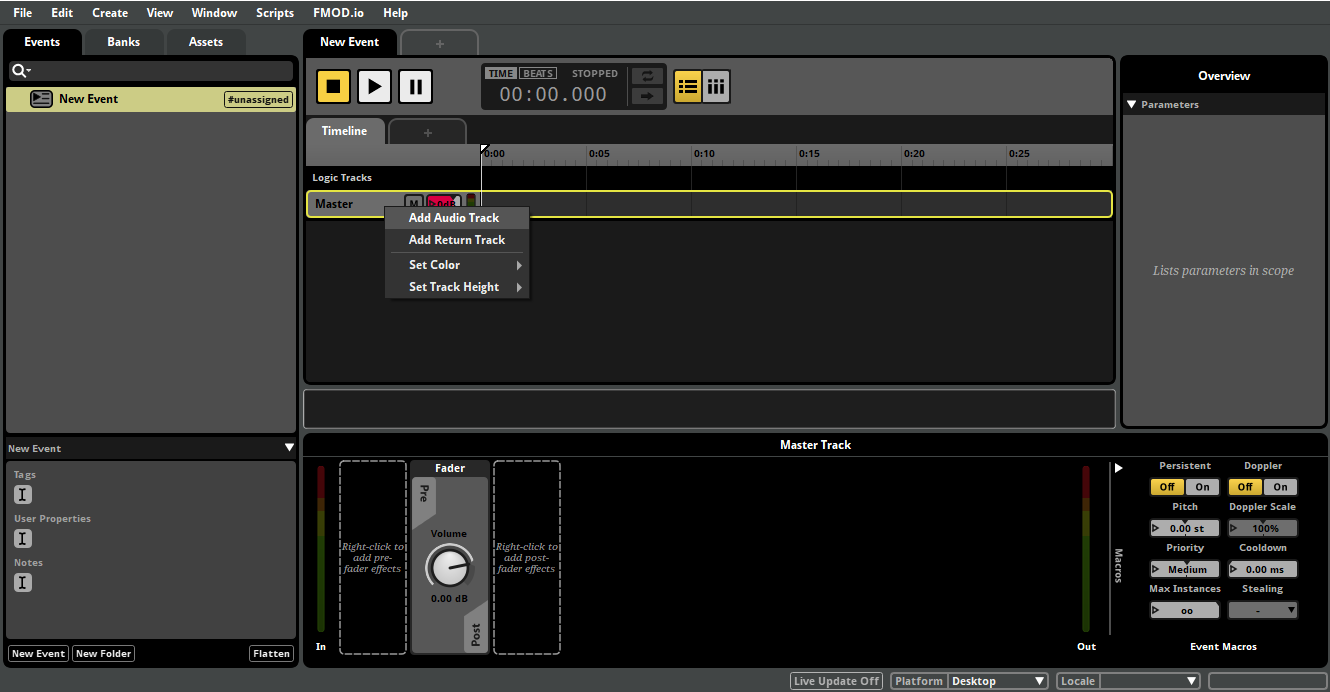 File Edit Create View Window Scripts FMOD.io Help
Events Banks Assets
New Event #unassigned
New Event
Tags
User Properties
Notes
New Event New Folder Flatten
New Event +
TIME BEATS STOPPED
00:00.000
Timeline +
0:00 0:05 0:10 0:15 0:20 0:25
Logic Tracks
Master M 0dB
Add Audio Track
Add Return Track
Set Color
Set Track Height
Overview
Parameters
Lists parameters in scope
Master Track
In
Right-click to
add pre-
fader effects
Fader
Pre
Volume
0.00 dB
Post
Right-click to
add post-
fader effects
Out
Macros
Persistent Doppler
Off On Off On
Pitch Doppler Scale
0.00 st 100%
Priority Cooldown
Medium 0.00 ms
Max Instances Stealing
oo -
Event Macros
Live Update Off Platform Desktop Locale